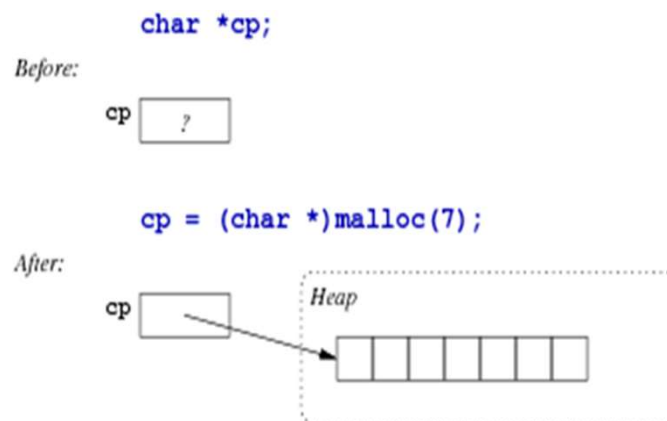 char *cp;
Before:
cp ?
cp = (char *)malloc(7);
After:
Heap
cp